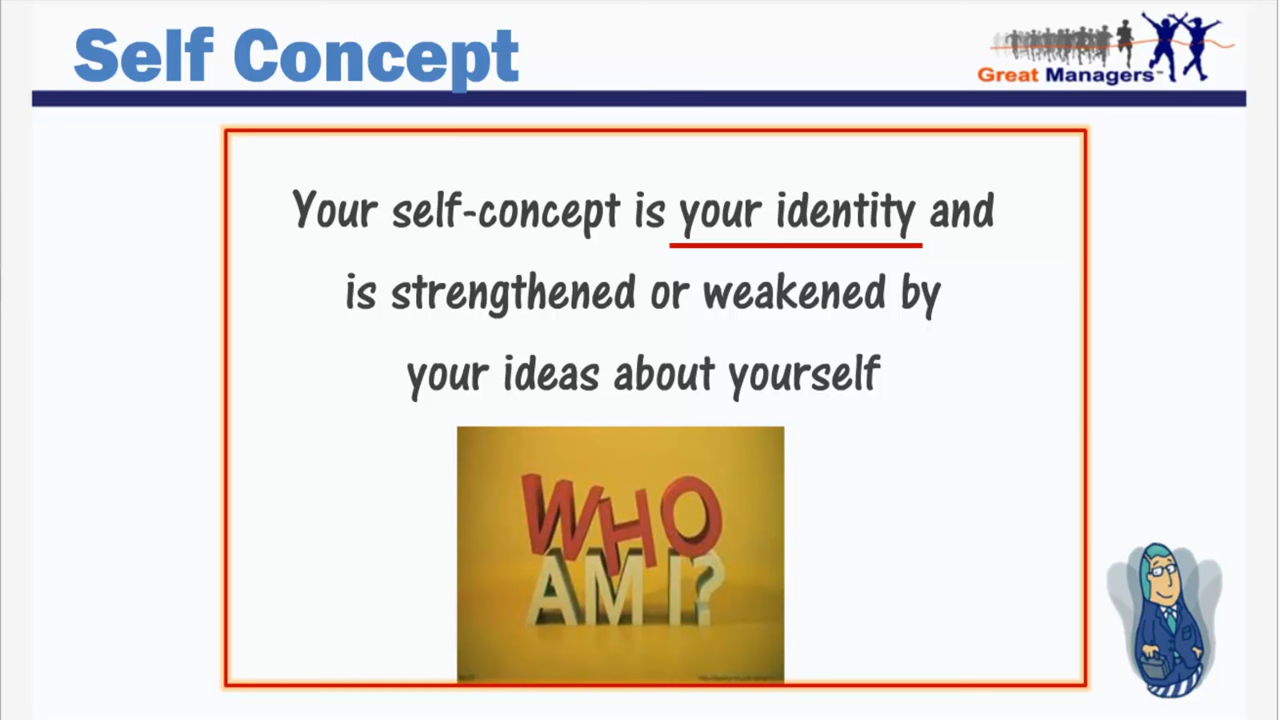 Self Concept
Great Managers™
Your self-concept is your identity and
is strengthened or weakened by
your ideas about yourself
WHO
AM I?